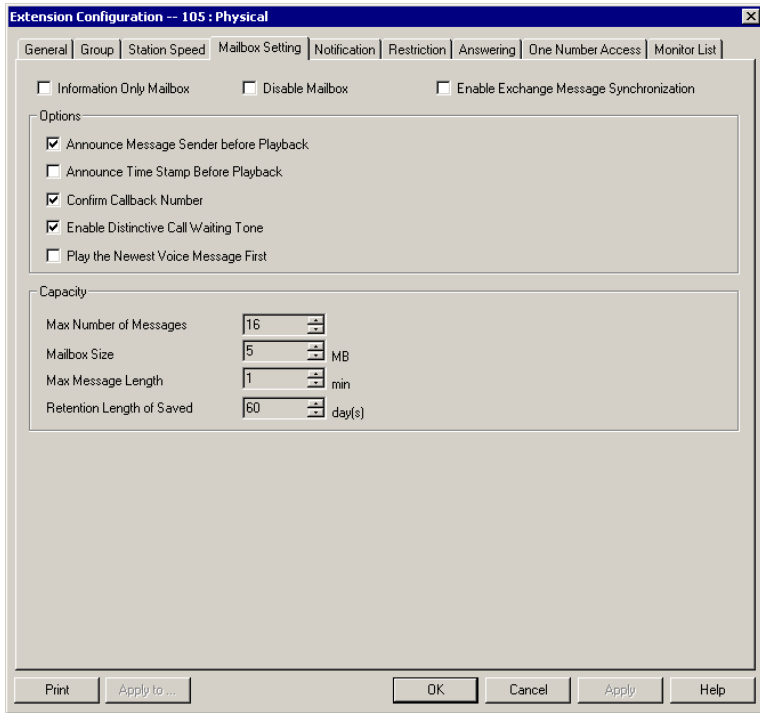 Extension Configuration -- 105 : Physical
General Group Station Speed Mailbox Setting Notification Restriction Answering One Number Access Monitor List
Information Only Mailbox Disable Mailbox Enable Exchange Message Synchronization
Options
Announce Message Sender before Playback
Announce Time Stamp Before Playback
Confirm Callback Number
Enable Distinctive Call Waiting Tone
Play the Newest Voice Message First
Capacity
Max Number of Messages 16
Mailbox Size 5 MB
Max Message Length 1 min
Retention Length of Saved 60 day(s)
Print Apply to ... OK Cancel Apply Help